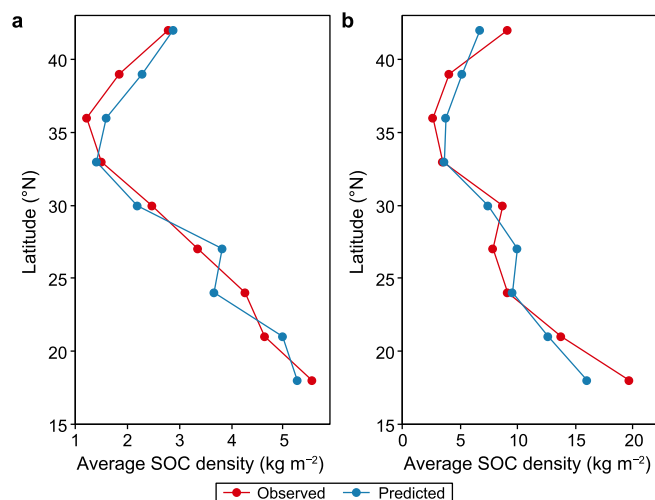 a
b
40
35
30
25
20
15
Latitude (°N)
1 2 3 4 5
Average SOC density (kg m⁻²)
40
35
30
25
20
15
Latitude (°N)
0 5 10 15 20
Average SOC density (kg m⁻²)
Observed Predicted